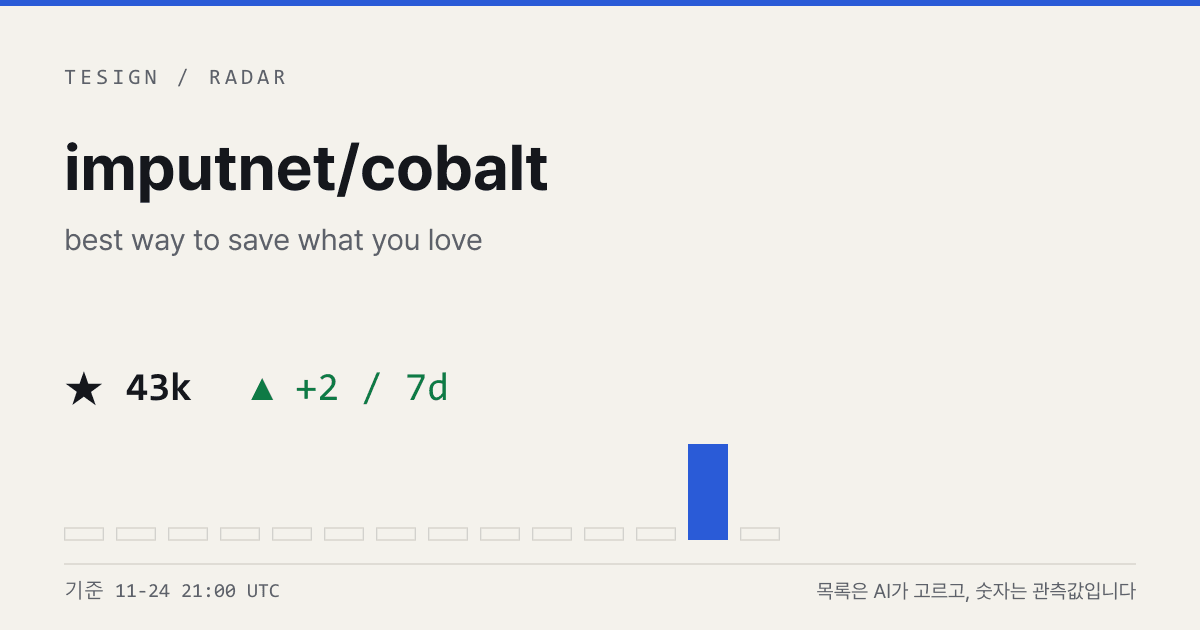 TESIGN / RADAR
imputnet/cobalt
best way to save what you love
★ 43k ▲ +2 / 7d
기준 11-24 21:00 UTC
목록은 AI가 고르고, 숫자는 관측값입니다